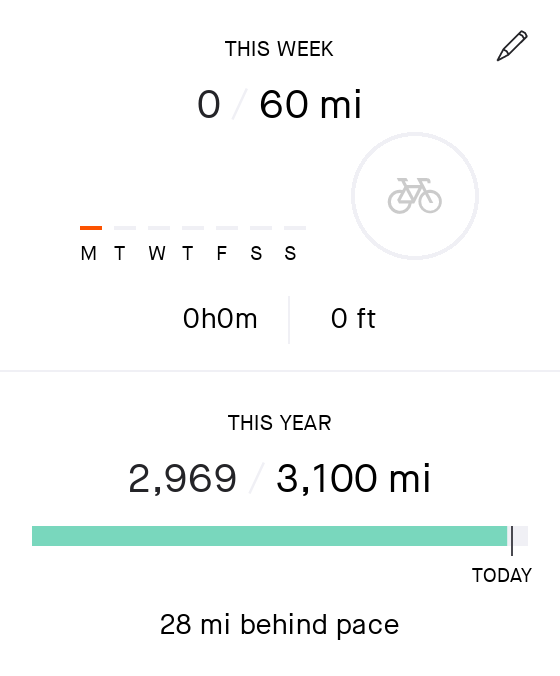 THIS WEEK
0 / 60 mi
M T W T F S S
0h0m 0 ft
THIS YEAR
2,969 / 3,100 mi
TODAY
28 mi behind pace